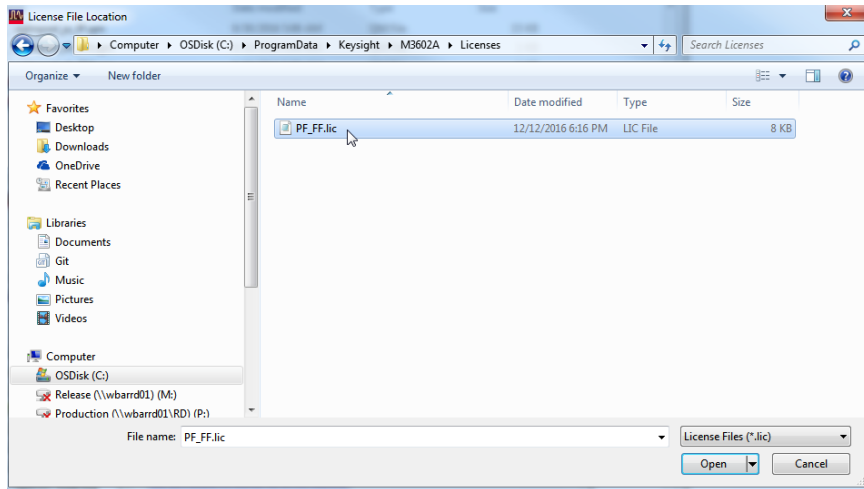 License File Location
Computer ▸ OSDisk (C:) ▸ ProgramData ▸ Keysight ▸ M3602A ▸ Licenses
Search Licenses
Organize
New folder
Name Date modified Type Size
PF_FF.lic 12/12/2016 6:16 PM LIC File 8 KB
Favorites
Desktop
Downloads
OneDrive
Recent Places
Libraries
Documents
Git
Music
Pictures
Videos
Computer
OSDisk (C:)
Release (\\wbarrd01) (M:)
Production (\\wbarrd01\RD) (P:)
File name: PF_FF.lic
License Files (*.lic)
Open Cancel